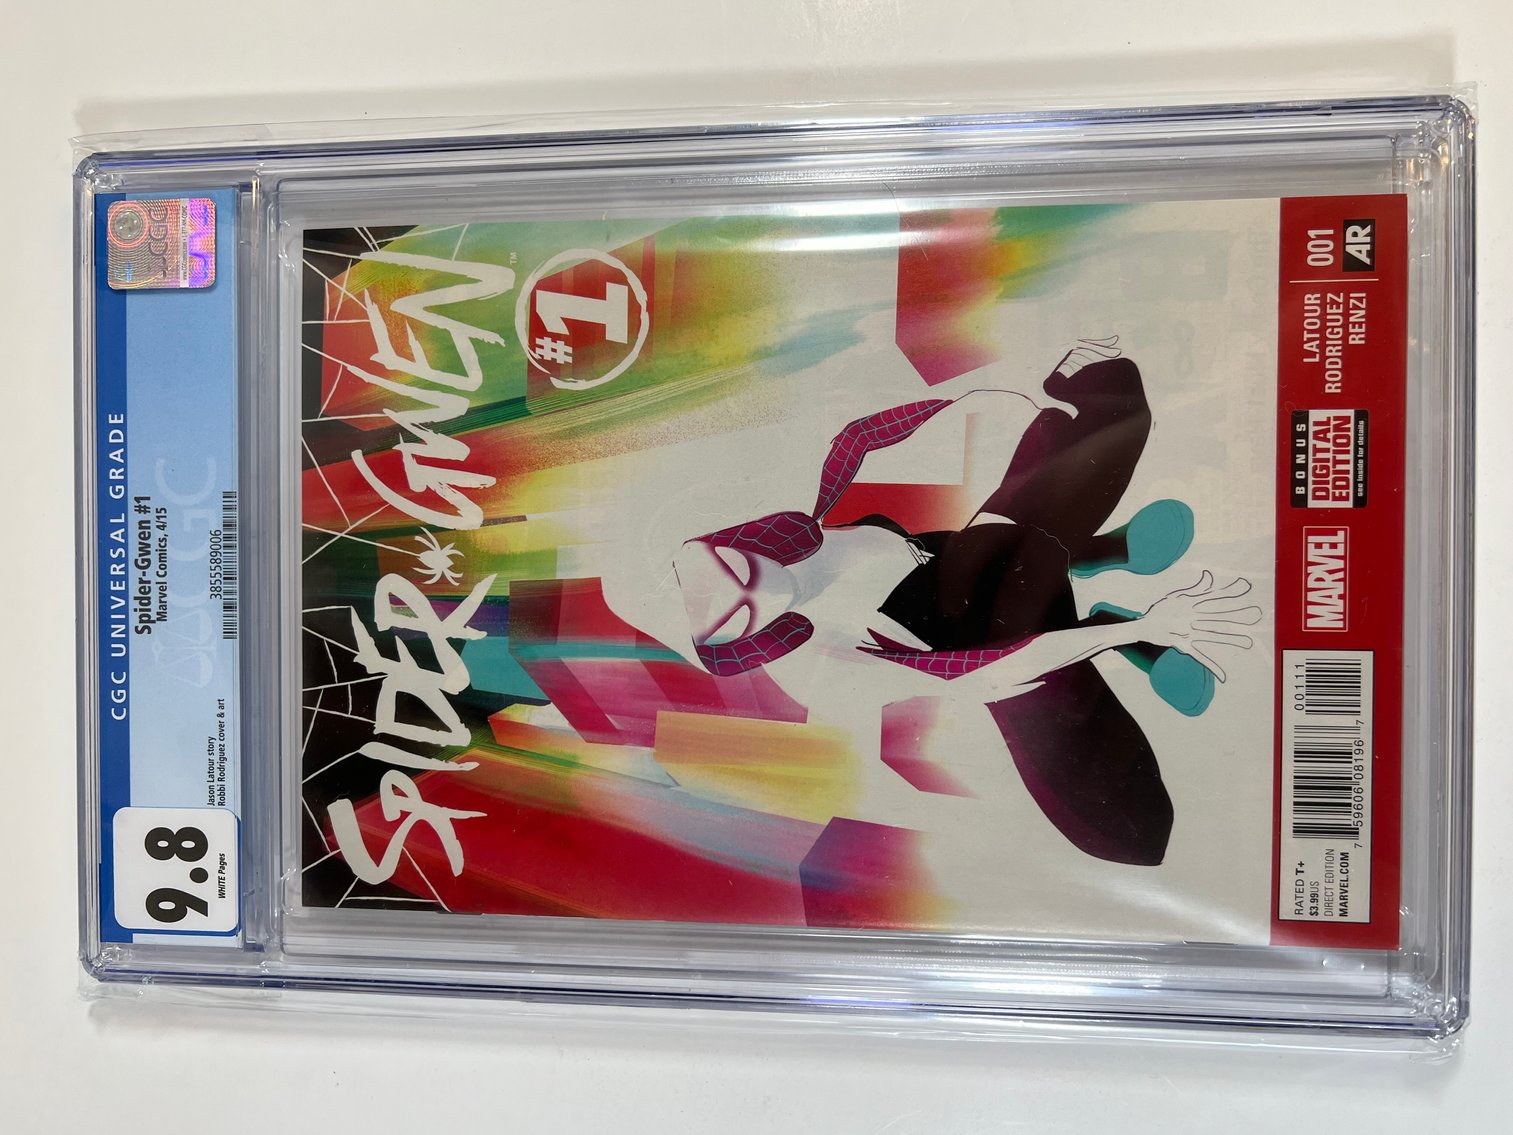 CGC UNIVERSAL GRADE
9.8
WHITE Pages
Spider-Gwen #1
Marvel Comics, 4/15
Jason Latour story
Robbi Rodriguez cover & art
3855589006
CGC
SPIDER-GWEN™
#1
RATED T+
$3.99US
DIRECT EDITION
MARVEL.COM
7 59606 08196 7
00111
MARVEL
BONUS
DIGITAL
EDITION
see inside for details
LATOUR
RODRIGUEZ
RENZI
001
AR